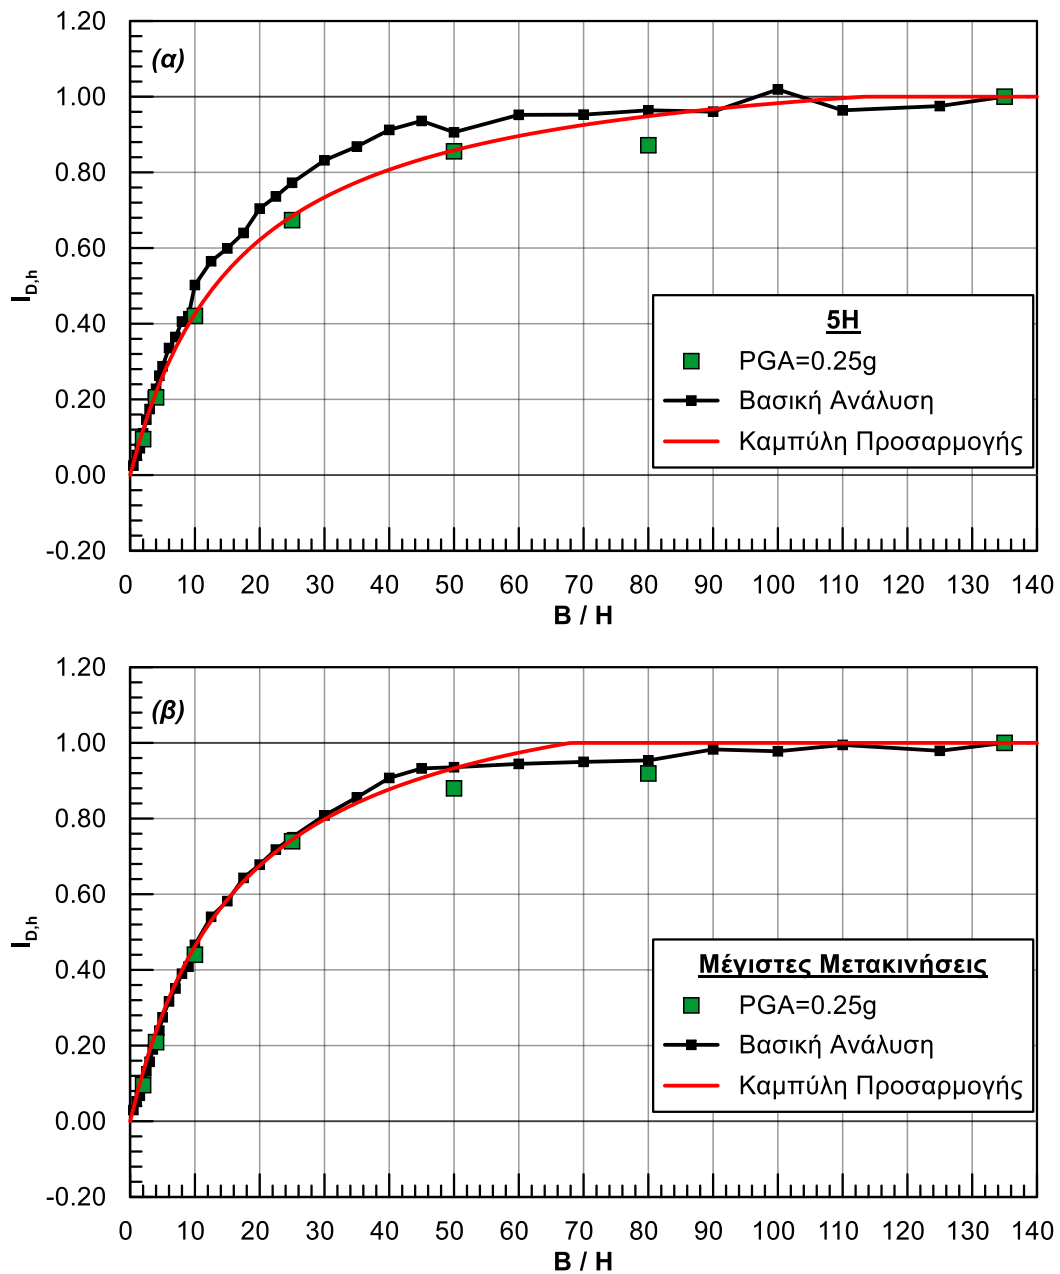 1.20
(α)
1.00
0.80
0.60
I_D,h
0.40
0.20
0.00
-0.20
5H
PGA=0.25g
Βασική Ανάλυση
Καμπύλη Προσαρμογής
0 10 20 30 40 50 60 70 80 90 100 110 120 130 140
B / H
1.20
(β)
1.00
0.80
0.60
I_D,h
0.40
0.20
0.00
-0.20
Μέγιστες Μετακινήσεις
PGA=0.25g
Βασική Ανάλυση
Καμπύλη Προσαρμογής
0 10 20 30 40 50 60 70 80 90 100 110 120 130 140
B / H